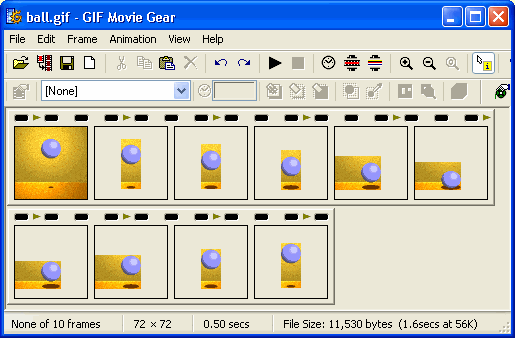 ball.gif - GIF Movie Gear
File Edit Frame Animation View Help
[None]
None of 10 frames 72 × 72 0.50 secs File Size: 11,530 bytes (1.6secs at 56K)